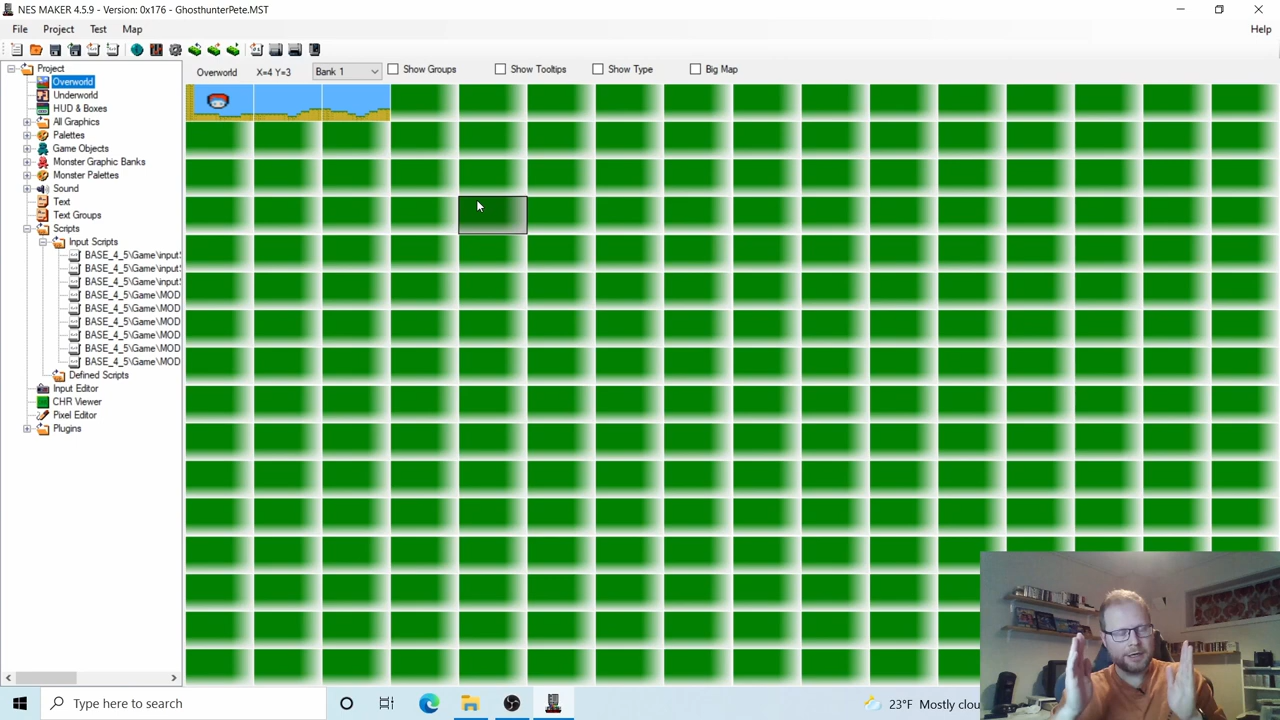 NES MAKER 4.5.9 - Version: 0x176 - GhosthunterPete.MST
File Project Test Map Help
Project
Overworld X=4 Y=3 Bank 1 Show Groups Show Tooltips Show Type Big Map
Overworld
Underworld
HUD & Boxes
All Graphics
Palettes
Game Objects
Monster Graphic Banks
Monster Palettes
Sound
Text
Text Groups
Scripts
Input Scripts
BASE_4_5\Game\input
BASE_4_5\Game\input
BASE_4_5\Game\input
BASE_4_5\Game\MOD
BASE_4_5\Game\MOD
BASE_4_5\Game\MOD
BASE_4_5\Game\MOD
BASE_4_5\Game\MOD
BASE_4_5\Game\MOD
Defined Scripts
Input Editor
CHR Viewer
Pixel Editor
Plugins
Type here to search
23°F Mostly clou